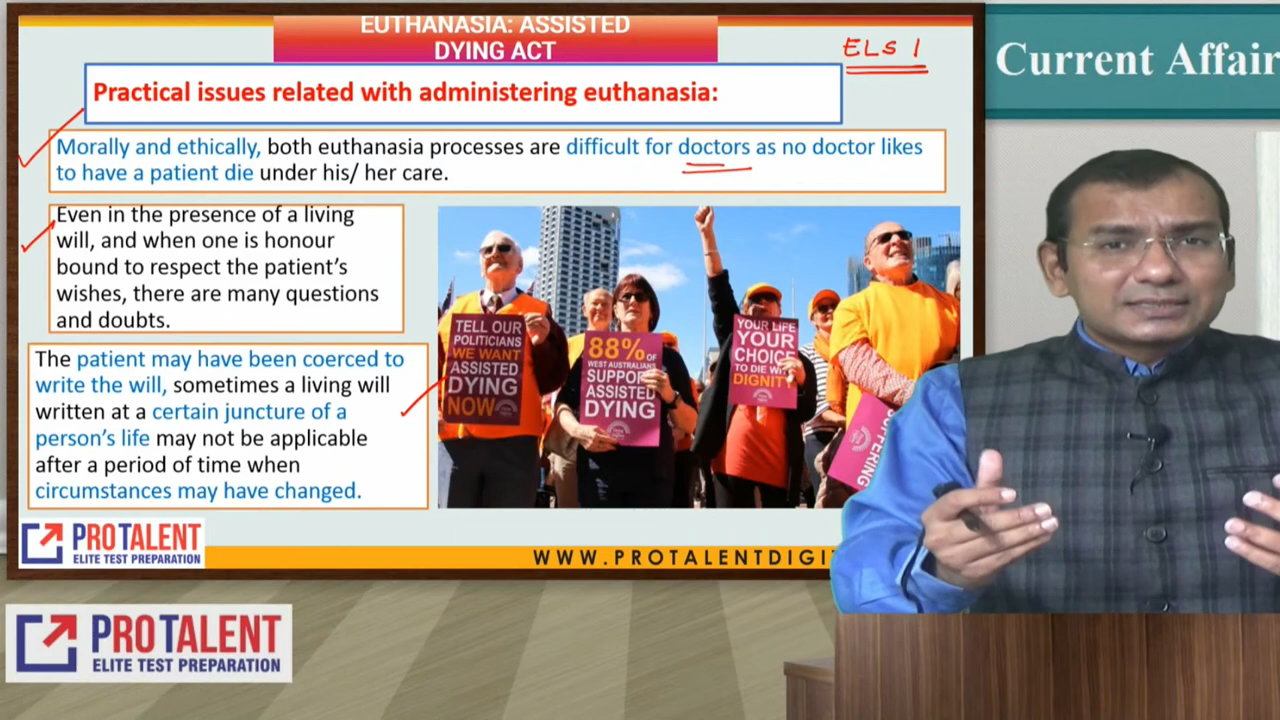 EUTHANASIA: ASSISTED
DYING ACT
ELS 1
Current Affair
Practical issues related with administering euthanasia:
Morally and ethically, both euthanasia processes are difficult for doctors as no doctor likes
to have a patient die under his/ her care.
Even in the presence of a living
will, and when one is honour
bound to respect the patient's
wishes, there are many questions
and doubts.
The patient may have been coerced to
write the will, sometimes a living will
written at a certain juncture of a
person's life may not be applicable
after a period of time when
circumstances may have changed.
TELL OUR
POLITICIANS
WE WANT
ASSISTED
DYING
NOW
88% OF
WEST AUSTRALIANS
SUPPORT
ASSISTED
DYING
YOUR LIFE
YOUR
CHOICE
TO DIE WITH
DIGNITY
SUFFERING
PROTALENT
ELITE TEST PREPARATION
WWW.PROTALENTDIGIT
PROTALENT
ELITE TEST PREPARATION